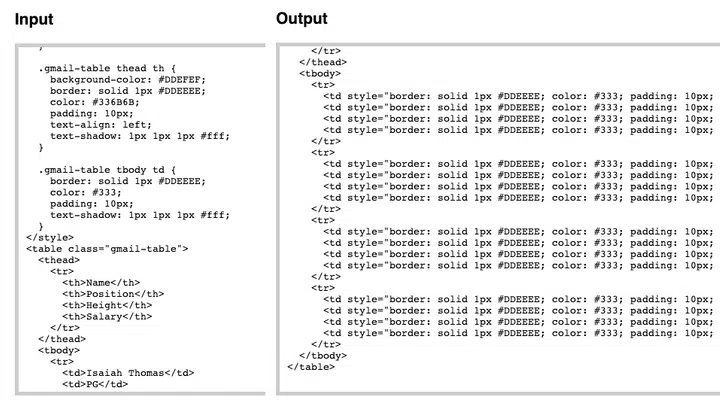 Input
}
.gmail-table thead th {
background-color: #DDEFEF;
border: solid 1px #DDEEEE;
color: #336B6B;
padding: 10px;
text-align: left;
text-shadow: 1px 1px 1px #fff;
}
.gmail-table tbody td {
border: solid 1px #DDEEEE;
color: #333;
padding: 10px;
text-shadow: 1px 1px 1px #fff;
}
</style>
<table class="gmail-table">
<thead>
<tr>
<th>Name</th>
<th>Position</th>
<th>Height</th>
<th>Salary</th>
</tr>
</thead>
<tbody>
<tr>
<td>Isaiah Thomas</td>
<td>PG</td>
Output
</tr>
</thead>
<tbody>
<tr>
<td style="border: solid 1px #DDEEEE; color: #333; padding: 10px;
<td style="border: solid 1px #DDEEEE; color: #333; padding: 10px;
<td style="border: solid 1px #DDEEEE; color: #333; padding: 10px;
<td style="border: solid 1px #DDEEEE; color: #333; padding: 10px;
</tr>
<tr>
<td style="border: solid 1px #DDEEEE; color: #333; padding: 10px;
<td style="border: solid 1px #DDEEEE; color: #333; padding: 10px;
<td style="border: solid 1px #DDEEEE; color: #333; padding: 10px;
<td style="border: solid 1px #DDEEEE; color: #333; padding: 10px;
</tr>
<tr>
<td style="border: solid 1px #DDEEEE; color: #333; padding: 10px;
<td style="border: solid 1px #DDEEEE; color: #333; padding: 10px;
<td style="border: solid 1px #DDEEEE; color: #333; padding: 10px;
<td style="border: solid 1px #DDEEEE; color: #333; padding: 10px;
</tr>
<tr>
<td style="border: solid 1px #DDEEEE; color: #333; padding: 10px;
<td style="border: solid 1px #DDEEEE; color: #333; padding: 10px;
<td style="border: solid 1px #DDEEEE; color: #333; padding: 10px;
<td style="border: solid 1px #DDEEEE; color: #333; padding: 10px;
</tr>
</tbody>
</table>